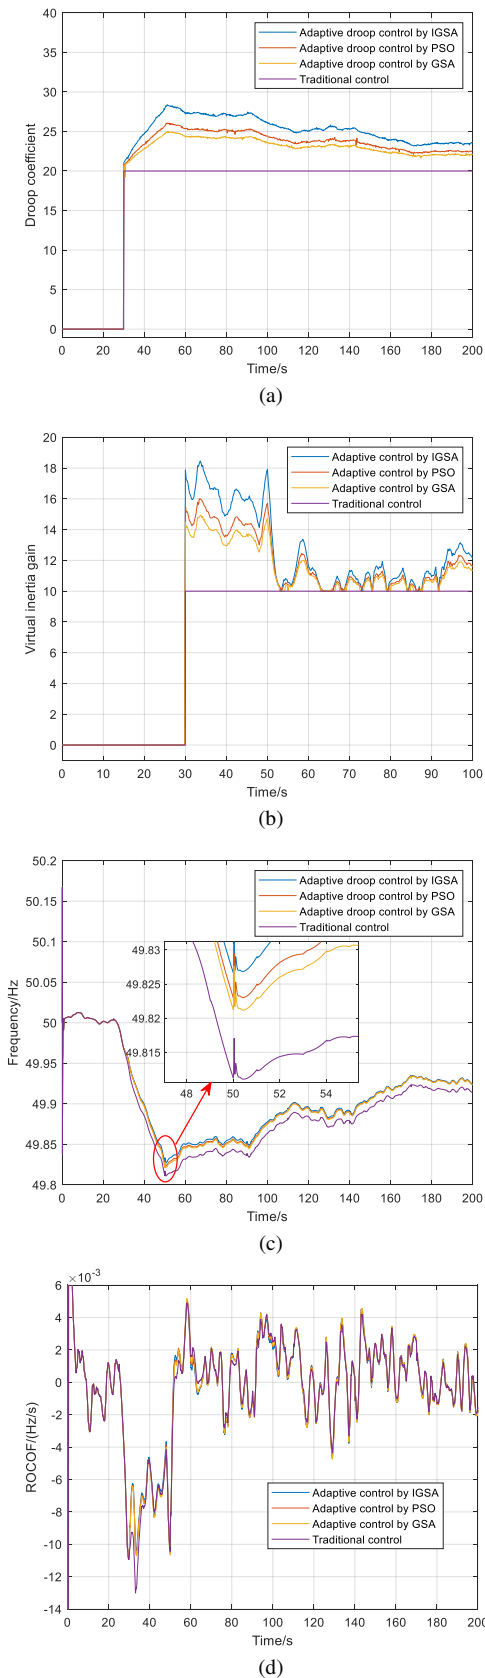 40
35
30
25
20
15
10
5
0
Droop coefficient
Adaptive droop control by IGSA
Adaptive droop control by PSO
Adaptive droop control by GSA
Traditional control
0 20 40 60 80 100 120 140 160 180 200
Time/s
(a)
20
18
16
14
12
10
8
6
4
2
0
Virtual inertia gain
Adaptive control by IGSA
Adaptive control by PSO
Adaptive control by GSA
Traditional control
0 10 20 30 40 50 60 70 80 90 100
Time/s
(b)
50.2
50.15
50.1
50.05
50
49.95
49.9
49.85
49.8
Frequency/Hz
Adaptive droop control by IGSA
Adaptive droop control by PSO
Adaptive droop control by GSA
Traditional control
49.83
49.825
49.82
49.815
48 50 52 54
0 20 40 60 80 100 120 140 160 180 200
Time/s
(c)
×10-3
6
4
2
0
-2
-4
-6
-8
-10
-12
-14
ROCOF/(Hz/s)
Adaptive control by IGSA
Adaptive control by PSO
Adaptive control by GSA
Traditional control
0 20 40 60 80 100 120 140 160 180 200
Time/s
(d)